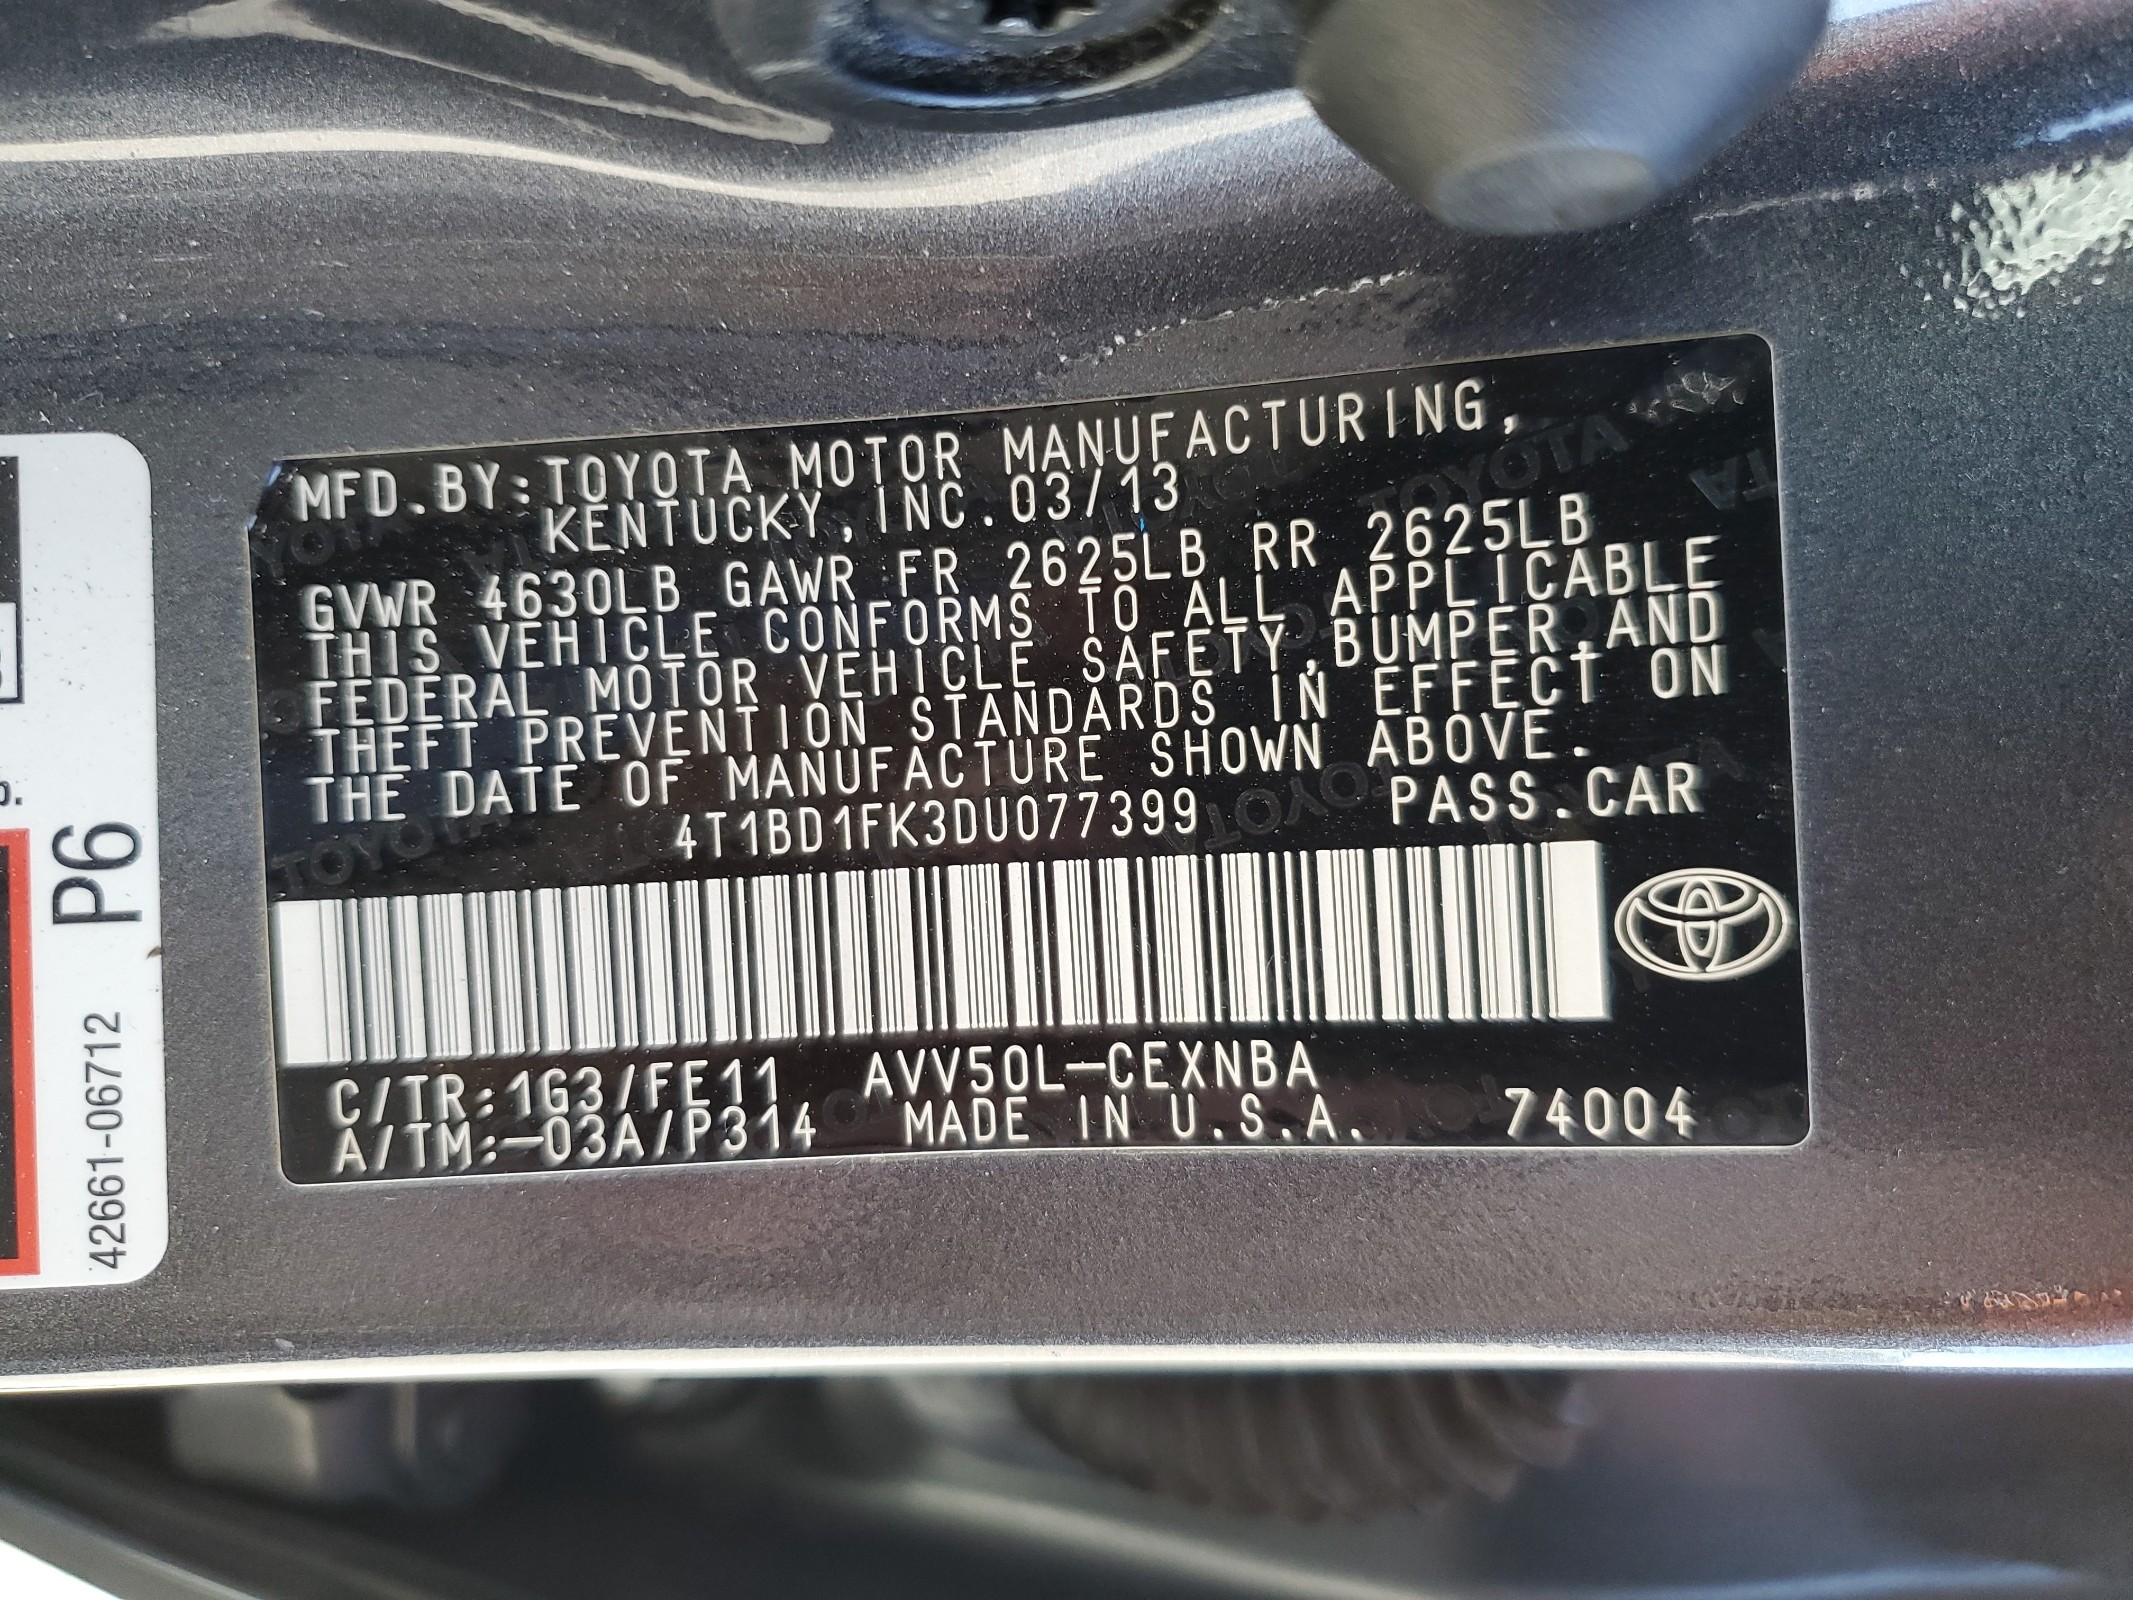 MFD.BY:TOYOTA MOTOR MANUFACTURING,
KENTUCKY,INC.03/13
GVWR 4630LB GAWR FR 2625LB RR 2625LB
THIS VEHICLE CONFORMS TO ALL APPLICABLE
FEDERAL MOTOR VEHICLE SAFETY,BUMPER,AND
THEFT PREVENTION STANDARDS IN EFFECT ON
THE DATE OF MANUFACTURE SHOWN ABOVE.
4T1BD1FK3DU077399 PASS.CAR
C/TR:1G3/FE11 AVV50L-CEXNBA
A/TM:-03A/P314 MADE IN U.S.A. 74004
P6
42661-06712